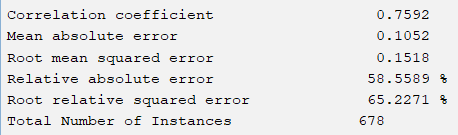 Correlation coefficient 0.7592
Mean absolute error 0.1052
Root mean squared error 0.1518
Relative absolute error 58.5589 %
Root relative squared error 65.2271 %
Total Number of Instances 678